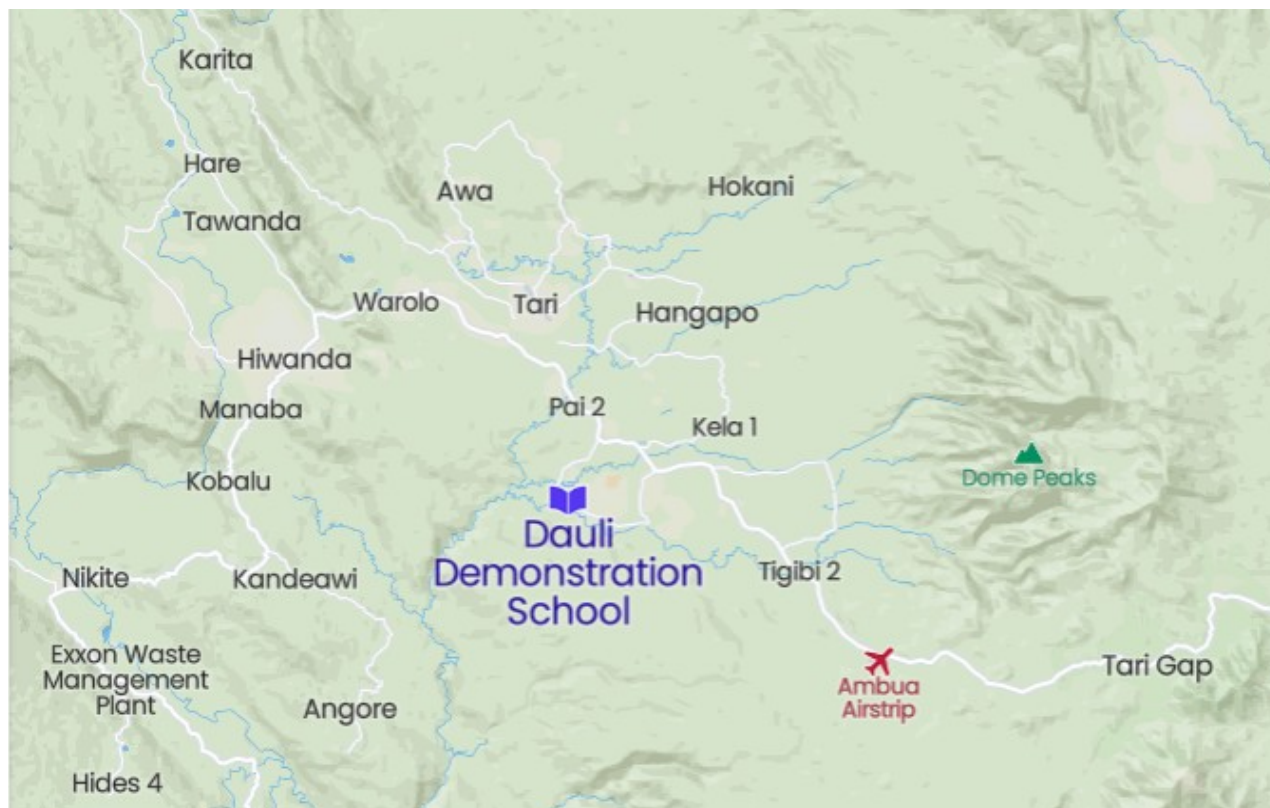 Karita
Hare
Awa
Hokani
Tawanda
Warolo
Tari
Hangapo
Hiwanda
Manaba
Pai 2
Kela 1
Kobalu
Dome Peaks
Dauli
Demonstration
School
Nikite
Kandeawi
Tigibi 2
Exxon Waste
Management
Plant
Tari Gap
Ambua
Airstrip
Angore
Hides 4